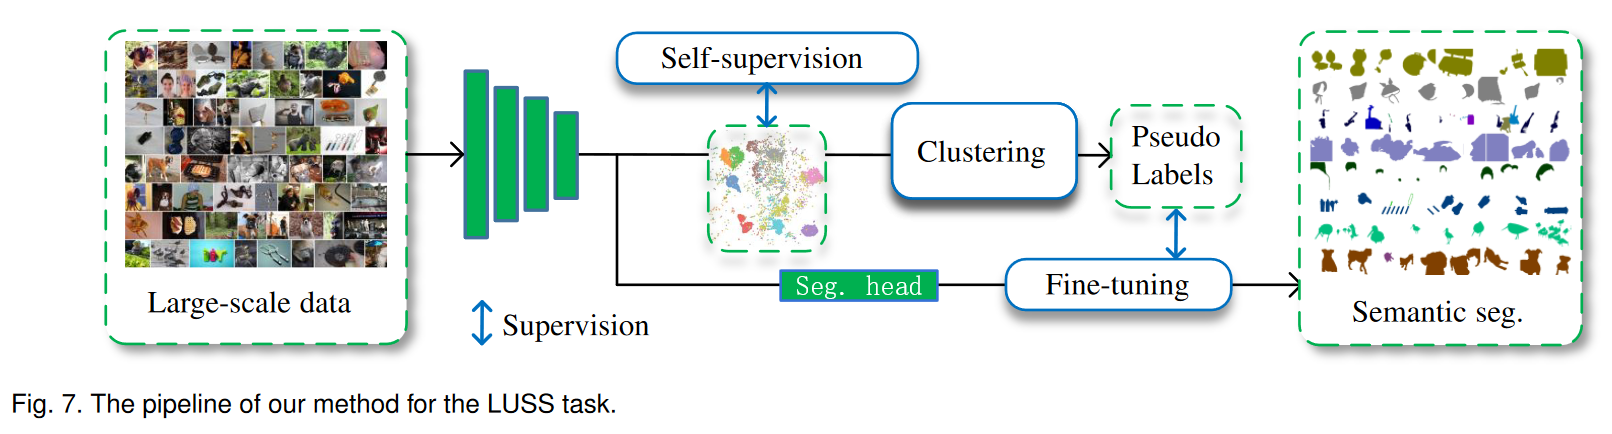 Self-supervision
Clustering
Pseudo
Labels
Large-scale data
Supervision
Seg. head
Fine-tuning
Semantic seg.
Fig. 7. The pipeline of our method for the LUSS task.